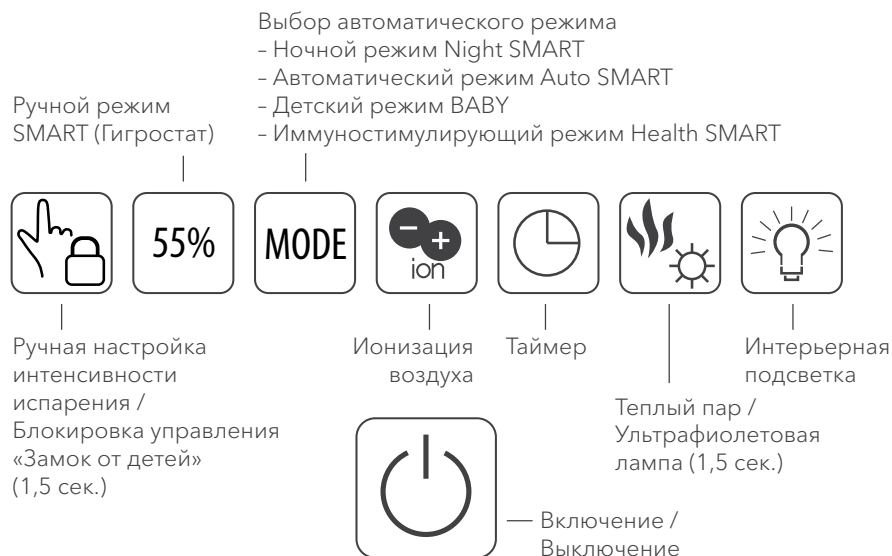 Выбор автоматического режима
– Ночной режим Night SMART
– Автоматический режим Auto SMART
– Детский режим BABY
– Иммуностимулирующий режим Health SMART
Ручной режим
SMART (Гигростат)
55%
MODE
ion
Ручная настройка
интенсивности
испарения /
Блокировка управления
«Замок от детей»
(1,5 сек.)
Ионизация
воздуха
Таймер
Теплый пар /
Ультрафиолетовая
лампа (1,5 сек.)
Интерьерная
подсветка
Включение /
Выключение